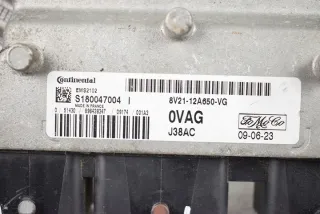 Continental
EMS2102
S180047004 I
MADE IN FRANCE
8V21-12A650-VG
0VAG
J38AC
FoMoCo
09-06-23